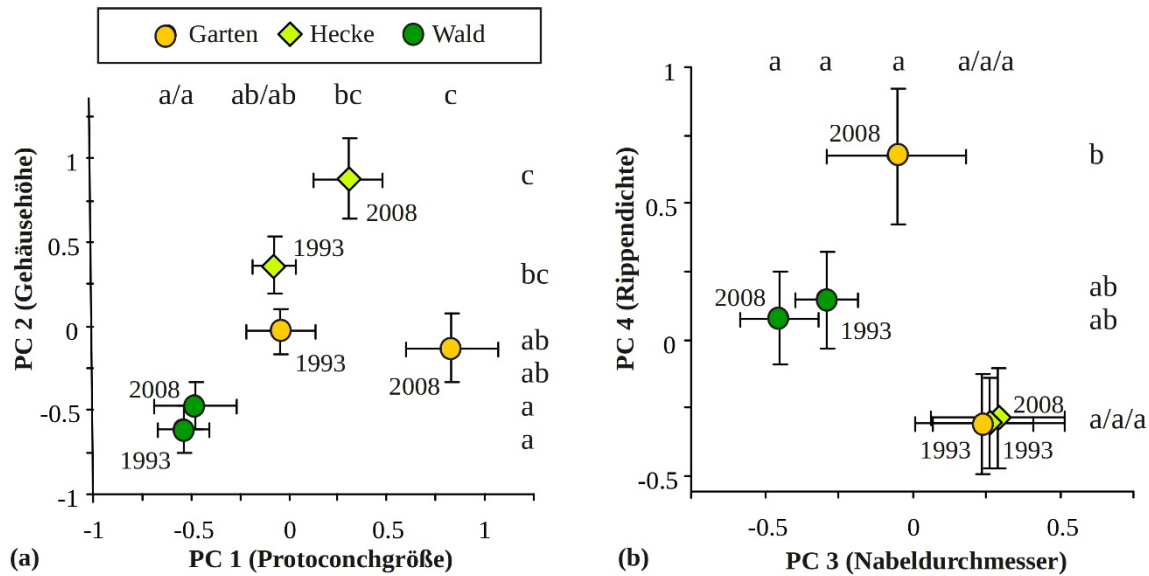 Garten Hecke Wald
a/a ab/ab bc c
PC 2 (Gehäusehöhe)
1
0.5
0
-0.5
-1
2008
1993
1993
2008
2008
1993
c
bc
ab
ab
a
a
-1 -0.5 0 0.5 1
(a) PC 1 (Protoconchgröße)
a a a a/a/a
PC 4 (Rippendichte)
1
0.5
0
-0.5
2008
2008
1993
2008
1993 1993
b
ab
ab
a/a/a
-0.5 0 0.5
(b) PC 3 (Nabeldurchmesser)